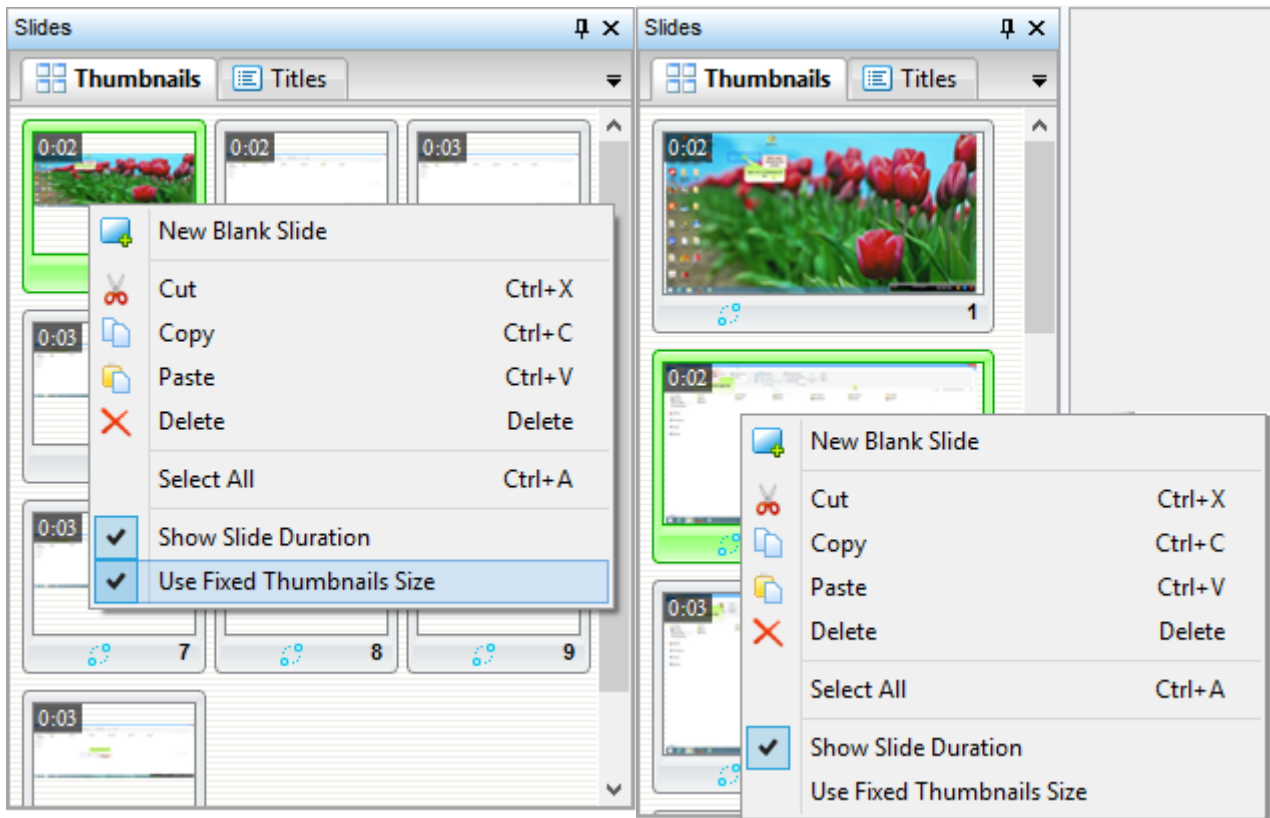 Slides
Thumbnails Titles
0:02 0:02 0:03
New Blank Slide
Cut Ctrl+X
Copy Ctrl+C
Paste Ctrl+V
Delete Delete
Select All Ctrl+A
Show Slide Duration
Use Fixed Thumbnails Size
0:03
0:03
7 8 9
0:03
Slides
Thumbnails Titles
0:02
1
0:02
New Blank Slide
Cut Ctrl+X
Copy Ctrl+C
Paste Ctrl+V
Delete Delete
Select All Ctrl+A
Show Slide Duration
Use Fixed Thumbnails Size
0:03